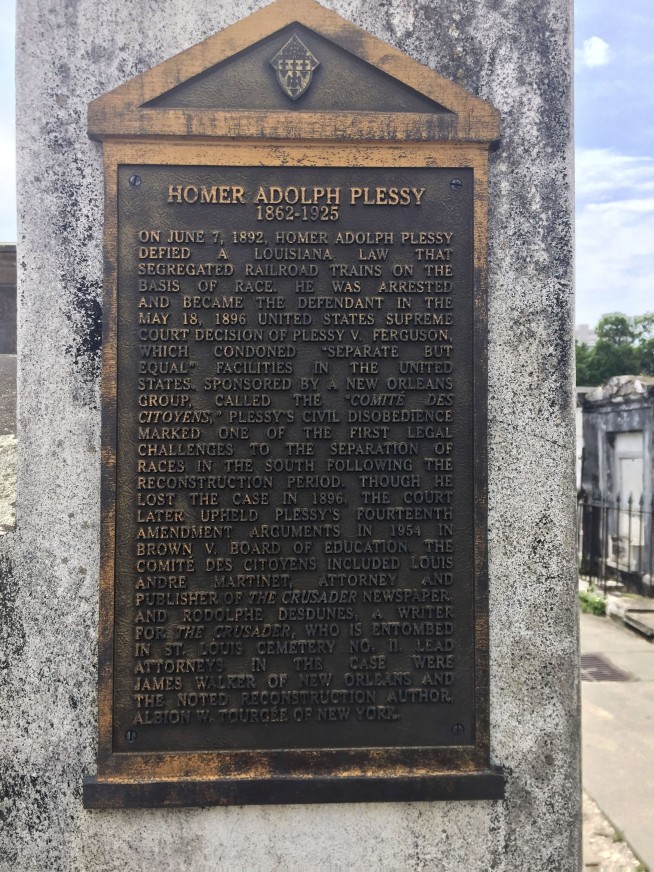 HOMER ADOLPH PLESSY
1862-1925
ON JUNE 7, 1892, HOMER ADOLPH PLESSY
DEFIED A LOUISIANA LAW THAT
SEGREGATED RAILROAD TRAINS ON THE
BASIS OF RACE. HE WAS ARRESTED
AND BECAME THE DEFENDANT IN THE
MAY 18, 1896 UNITED STATES SUPREME
COURT DECISION OF PLESSY V. FERGUSON,
WHICH CONDONED "SEPARATE BUT
EQUAL" FACILITIES IN THE UNITED
STATES. SPONSORED BY A NEW ORLEANS
GROUP, CALLED THE "COMITÉ DES
CITOYENS," PLESSY'S CIVIL DISOBEDIENCE
MARKED ONE OF THE FIRST LEGAL
CHALLENGES TO THE SEPARATION OF
RACES IN THE SOUTH FOLLOWING THE
RECONSTRUCTION PERIOD. THOUGH HE
LOST THE CASE IN 1896, THE COURT
LATER UPHELD PLESSY'S FOURTEENTH
AMENDMENT ARGUMENTS IN 1954 IN
BROWN V. BOARD OF EDUCATION. THE
COMITÉ DES CITOYENS INCLUDED LOUIS
ANDRE MARTINET, ATTORNEY AND
PUBLISHER OF THE CRUSADER NEWSPAPER,
AND RODOLPHE DESDUNES, A WRITER
FOR THE CRUSADER, WHO IS ENTOMBED
IN ST. LOUIS CEMETERY NO. II. LEAD
ATTORNEYS IN THE CASE WERE
JAMES WALKER OF NEW ORLEANS AND
THE NOTED RECONSTRUCTION AUTHOR,
ALBION W. TOURGÉE OF NEW YORK.